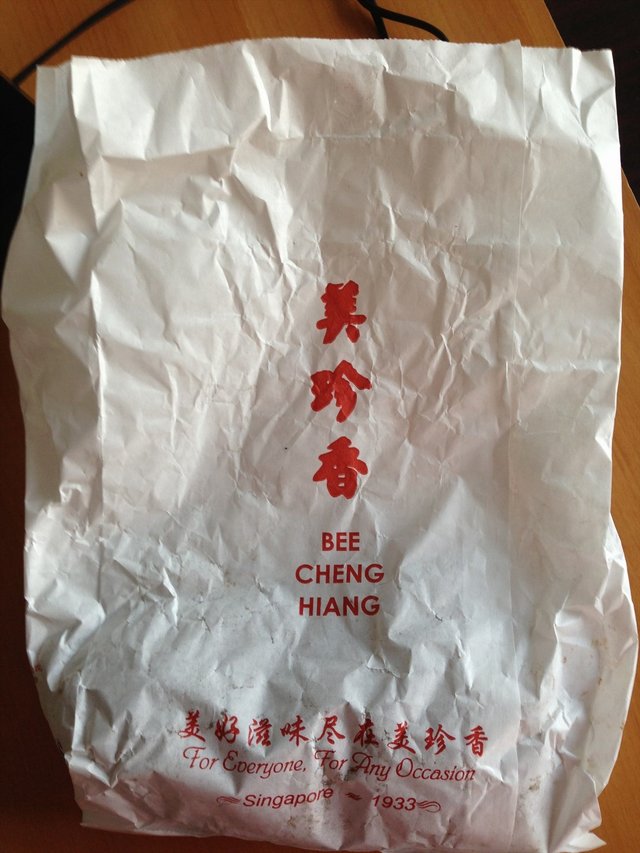 美珍香
BEE
CHENG
HIANG
美好滋味尽在美珍香
For Everyone, For Any Occasion
Singapore ~ 1933